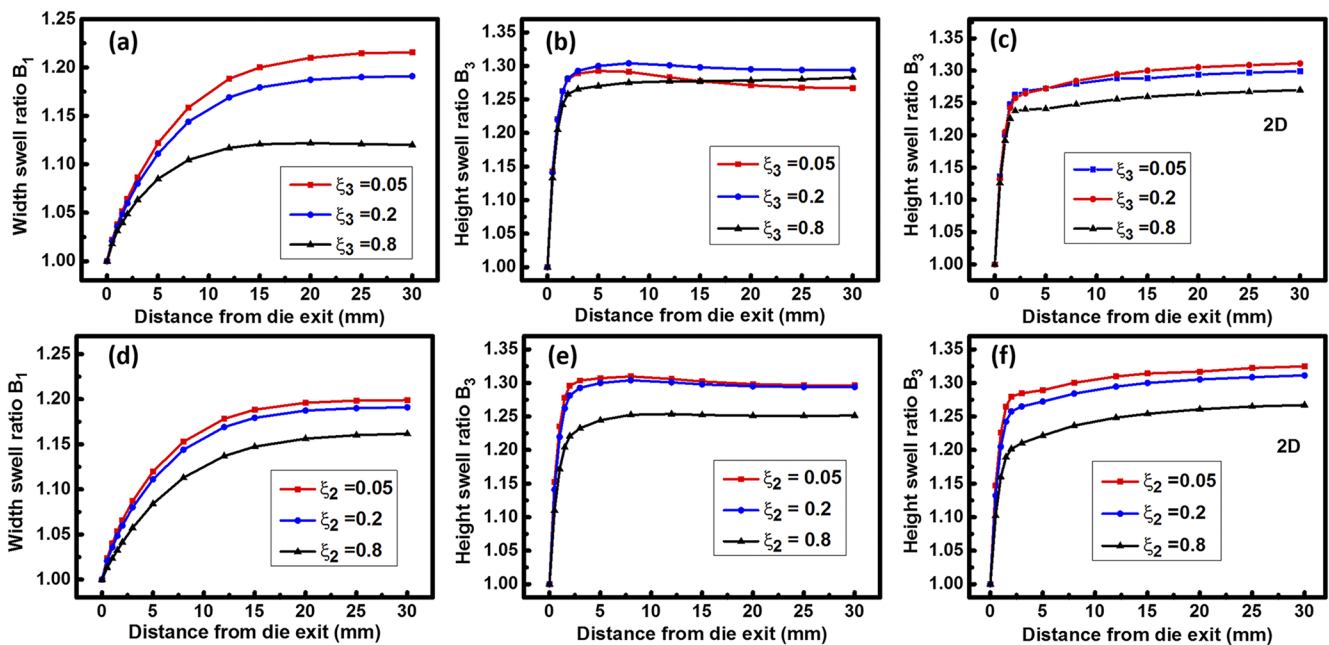 (a)
Width swell ratio B1
1.25
1.20
1.15
1.10
1.05
1.00
ξ3 =0.05
ξ3 =0.2
ξ3 =0.8
0 5 10 15 20 25 30
Distance from die exit (mm)
(b)
Height swell ratio B3
1.35
1.30
1.25
1.20
1.15
1.10
1.05
1.00
ξ3 =0.05
ξ3 =0.2
ξ3 =0.8
0 5 10 15 20 25 30
Distance from die exit (mm)
(c)
Height swell ratio B3
1.35
1.30
1.25
1.20
1.15
1.10
1.05
1.00
2D
ξ3 =0.05
ξ3 =0.2
ξ3 =0.8
0 5 10 15 20 25 30
Distance from die exit (mm)
(d)
Width swell ratio B1
1.25
1.20
1.15
1.10
1.05
1.00
ξ2 =0.05
ξ2 =0.2
ξ2 =0.8
0 5 10 15 20 25 30
Distance from die exit (mm)
(e)
Height swell ratio B3
1.35
1.30
1.25
1.20
1.15
1.10
1.05
1.00
ξ2 = 0.05
ξ2 = 0.2
ξ2 = 0.8
0 5 10 15 20 25 30
Distance from die exit (mm)
(f)
Height swell ratio B3
1.35
1.30
1.25
1.20
1.15
1.10
1.05
1.00
2D
ξ2 =0.05
ξ2 =0.2
ξ2 =0.8
0 5 10 15 20 25 30
Distance from die exit (mm)